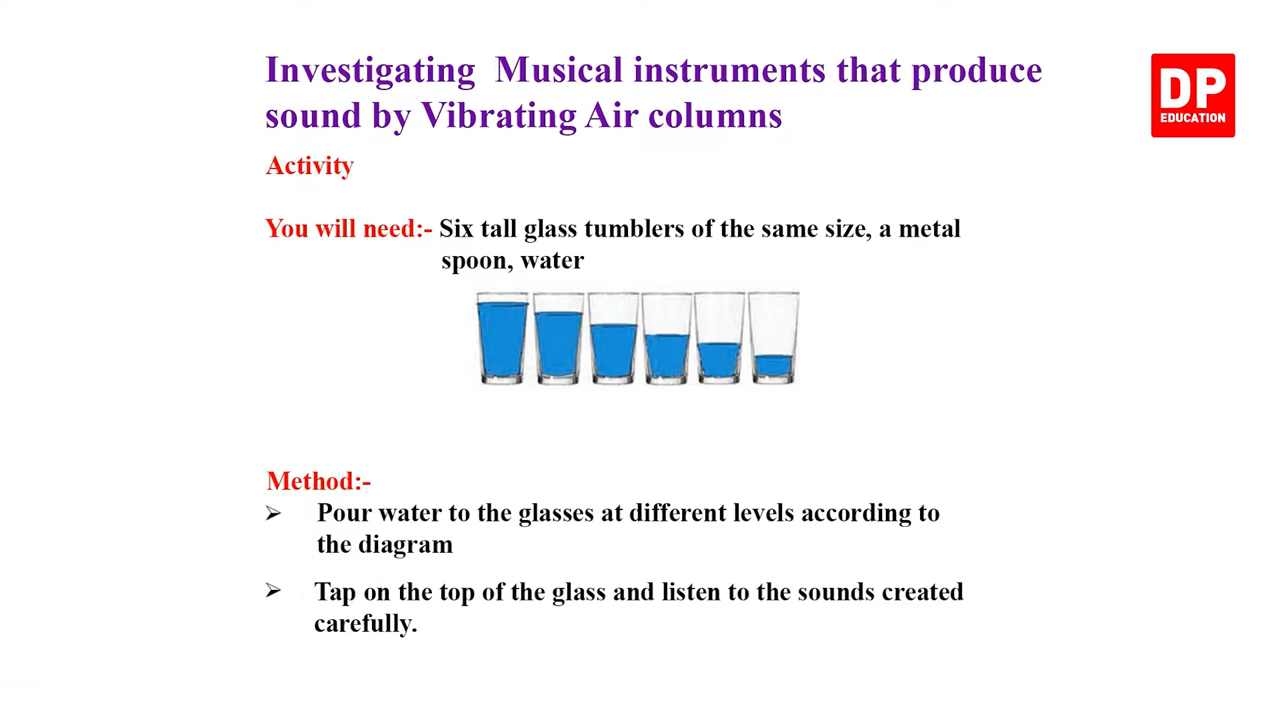 Investigating Musical instruments that produce
sound by Vibrating Air columns
DP
EDUCATION
Activity
You will need:- Six tall glass tumblers of the same size, a metal
spoon, water
Method:-
➢ Pour water to the glasses at different levels according to
the diagram
➢ Tap on the top of the glass and listen to the sounds created
carefully.